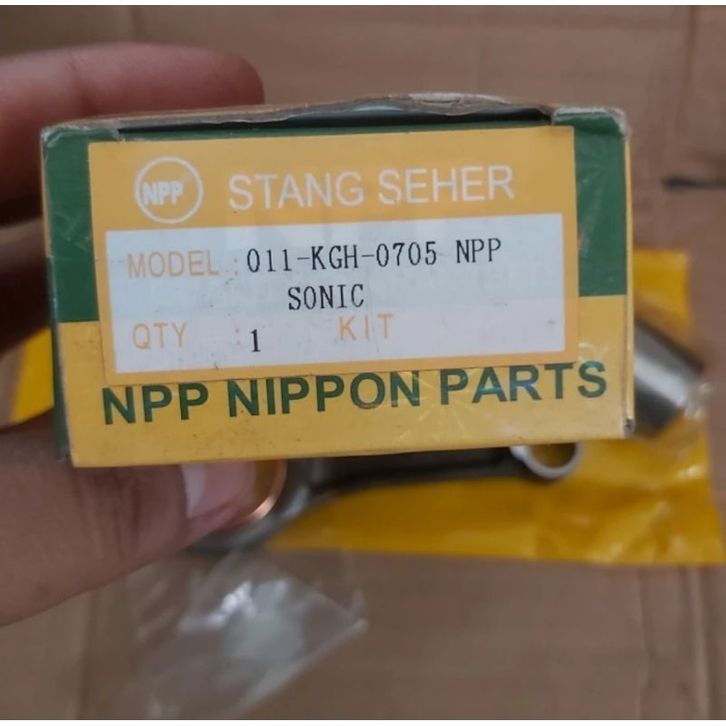 NPP STANG SEHER
MODEL : 011-KGH-0705 NPP
SONIC
QTY : 1 KIT
NPP NIPPON PARTS